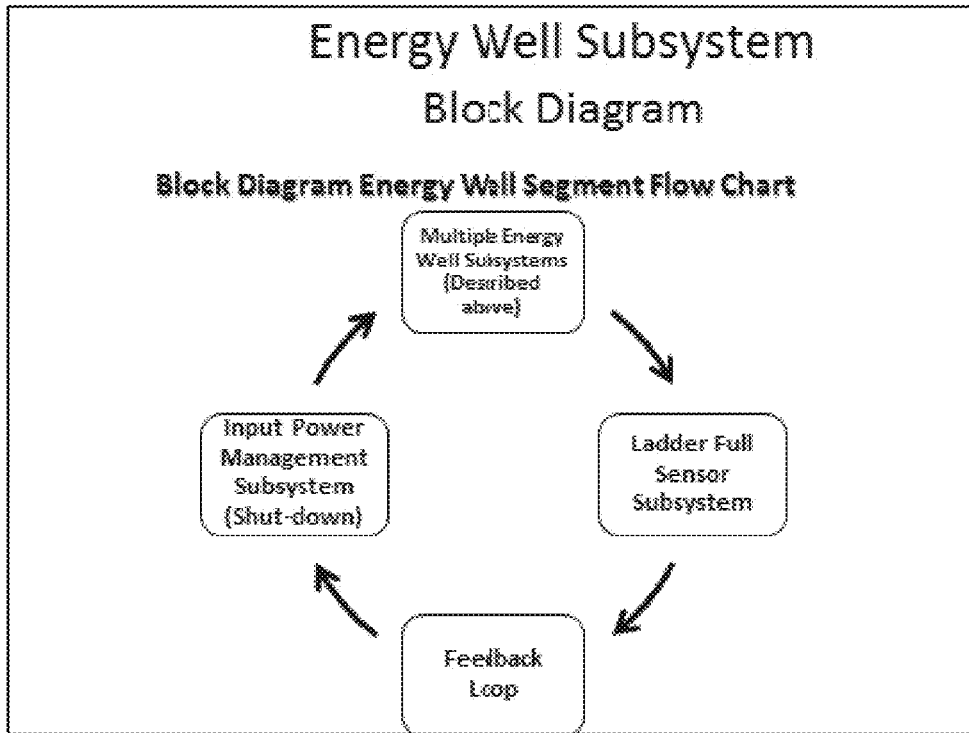 Energy Well Subsystem
Block Diagram
Block Diagram Energy Well Segment Flow Chart
Multiple Energy
Well Subsystems
(Described
above)
Ladder Full
Sensor
Subsystem
Feedback
Loop
Input Power
Management
Subsystem
(Shut-down)